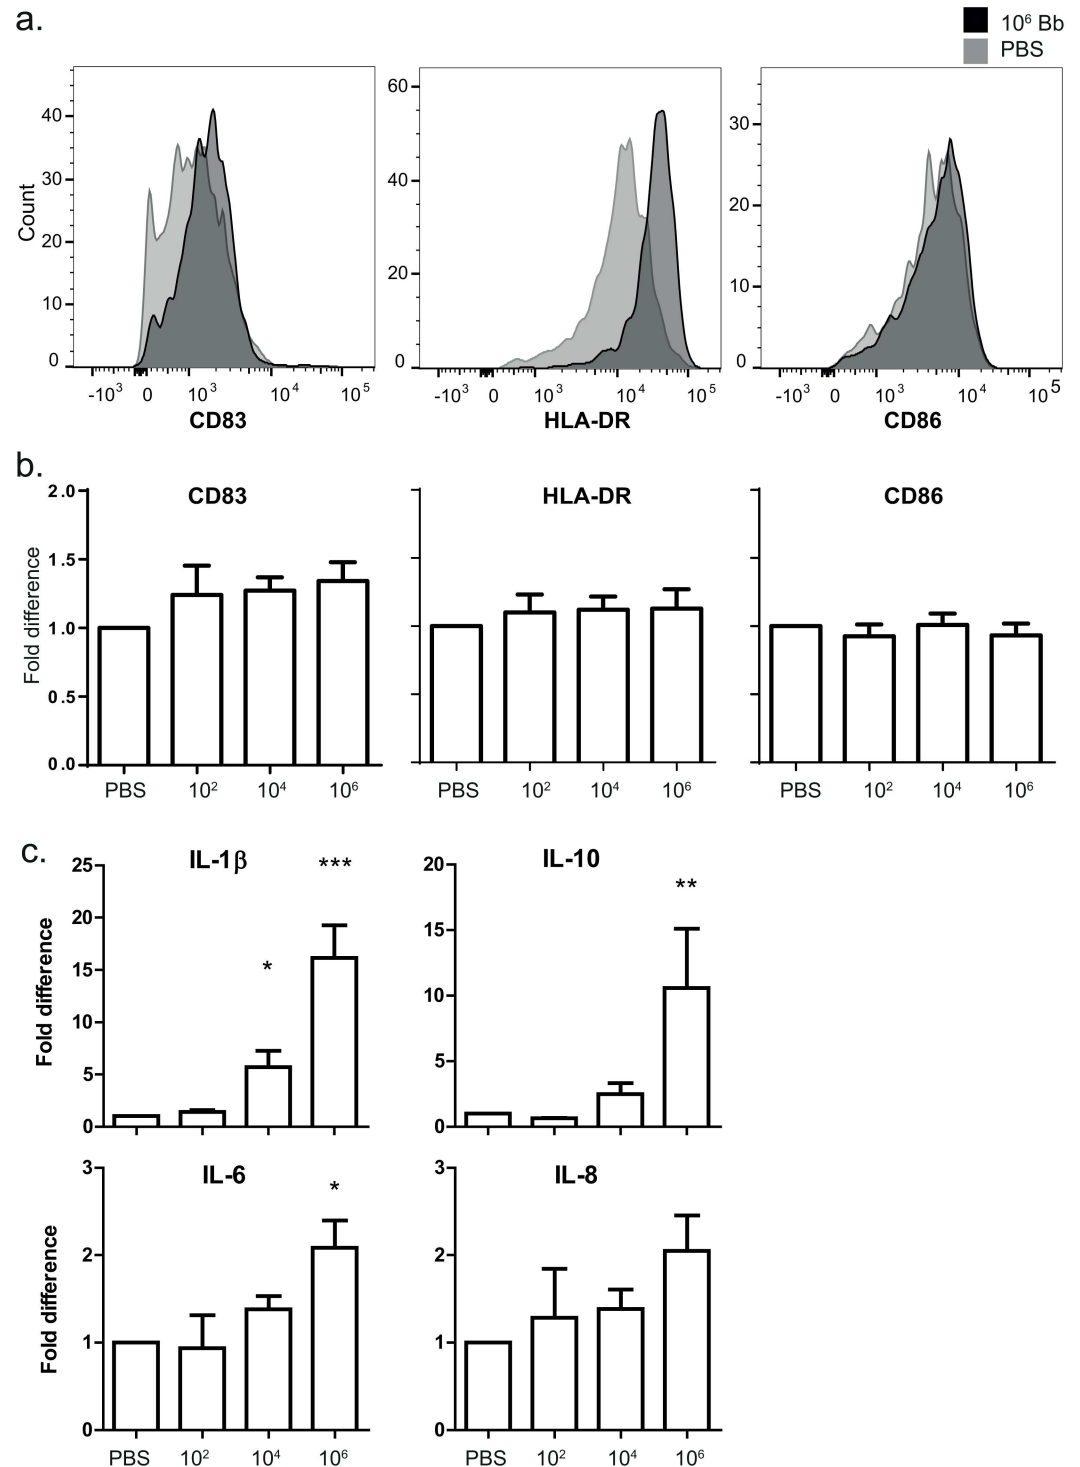 a.
10⁶ Bb
PBS
Count
40
30
20
10
0
-10³ 0 10³ 10⁴ 10⁵
CD83
60
40
20
0
-10³ 0 10³ 10⁴ 10⁵
HLA-DR
30
20
10
0
-10³ 0 10³ 10⁴ 10⁵
CD86
b.
CD83
Fold difference
2.0
1.5
1.0
0.5
0.0
PBS 10² 10⁴ 10⁶
HLA-DR
PBS 10² 10⁴ 10⁶
CD86
PBS 10² 10⁴ 10⁶
c.
IL-1β
Fold difference
25
20
15
10
5
0
*
***
IL-10
20
15
10
5
0
**
IL-6
Fold difference
3
2
1
0
*
PBS 10² 10⁴ 10⁶
IL-8
3
2
1
0
PBS 10² 10⁴ 10⁶